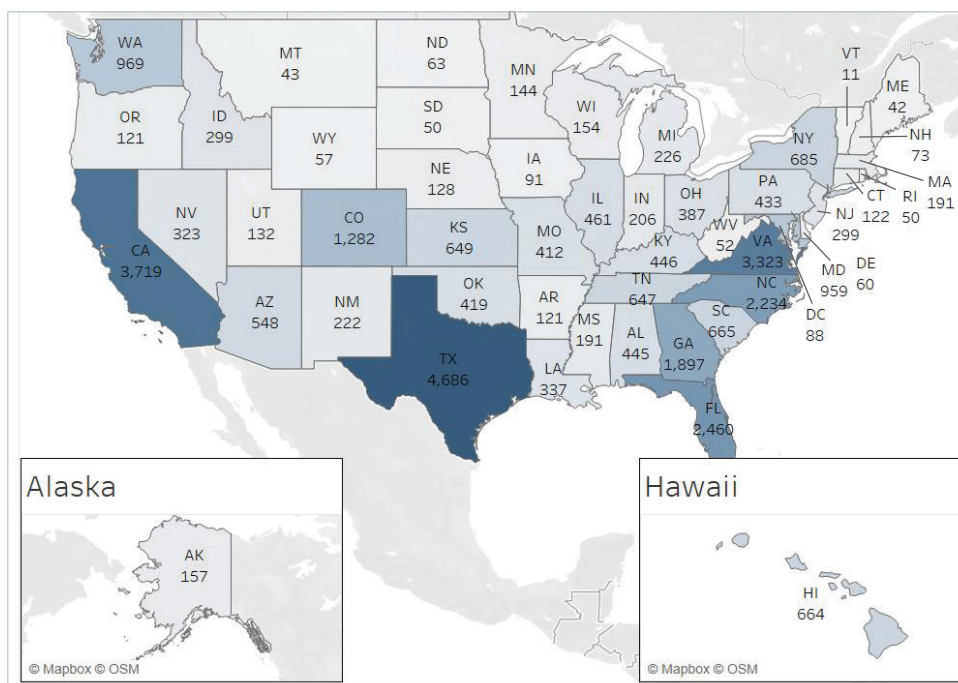 WA
969
MT
43
ND
63
MN
144
VT
11
ME
42
OR
121
ID
299
SD
50
WI
154
MI
226
NY
685
NH
73
WY
57
NE
128
IA
91
MA
191
CT
122
RI
50
NV
323
UT
132
CO
1,282
KS
649
MO
412
IL
461
IN
206
OH
387
PA
433
NJ
299
WV
52
VA
3,323
KY
446
MD
959
DE
60
DC
88
CA
3,719
AZ
548
NM
222
OK
419
AR
121
TN
647
NC
2,234
SC
665
MS
191
AL
445
GA
1,897
TX
4,686
LA
337
FL
2,460
Alaska
AK
157
© Mapbox © OSM
Hawaii
HI
664
© Mapbox © OSM